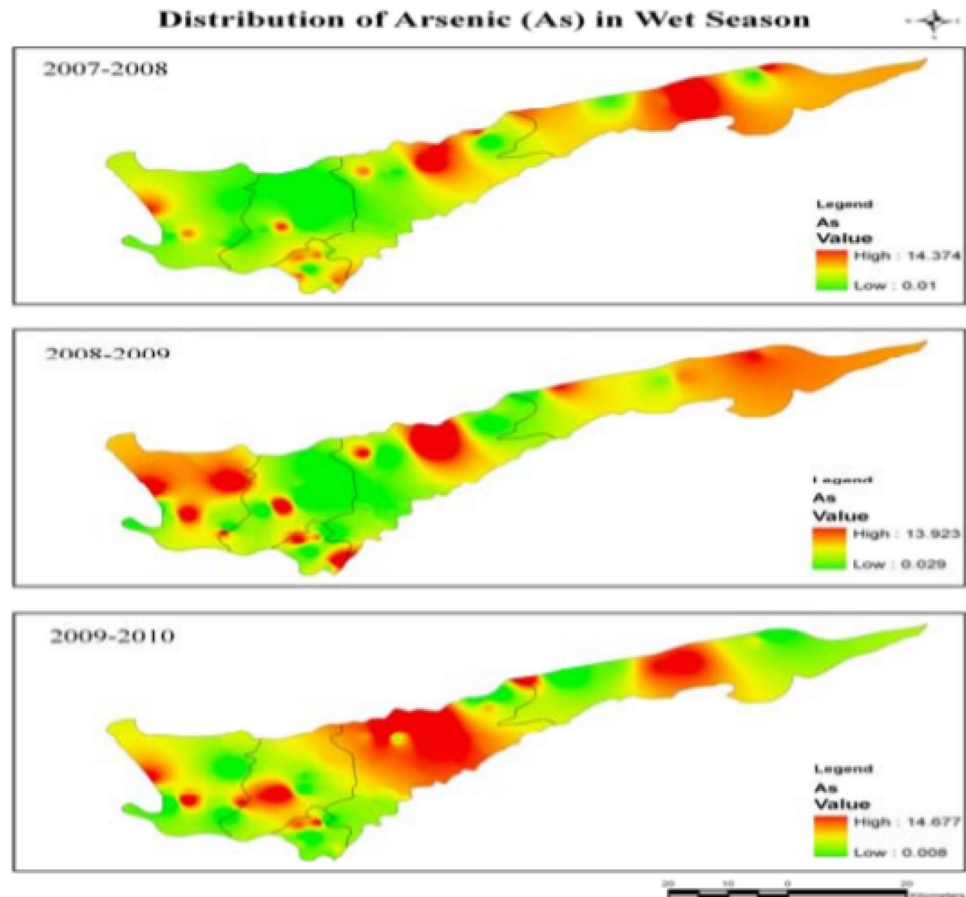 Distribution of Arsenic (As) in Wet Season
2007-2008
Legend
As
Value
High : 14.374
Low : 0.01
2008-2009
Legend
As
Value
High : 13.923
Low : 0.029
2009-2010
Legend
As
Value
High : 14.677
Low : 0.008
20 10 0 20
Kilometers